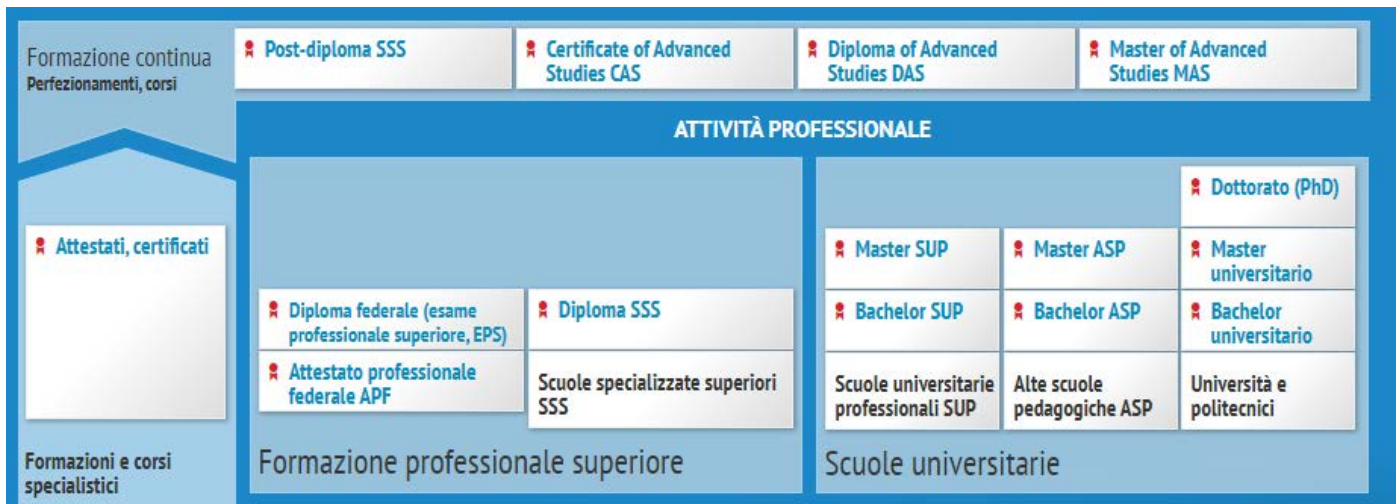 Formazione continua
Perfezionamenti, corsi
Post-diploma SSS
Certificate of Advanced
Studies CAS
Diploma of Advanced
Studies DAS
Master of Advanced
Studies MAS
ATTIVITÀ PROFESSIONALE
Attestati, certificati
Formazioni e corsi
specialistici
Diploma federale (esame
professionale superiore, EPS)
Attestato professionale
federale APF
Diploma SSS
Scuole specializzate superiori
SSS
Formazione professionale superiore
Dottorato (PhD)
Master SUP
Master ASP
Master
universitario
Bachelor SUP
Bachelor ASP
Bachelor
universitario
Scuole universitarie
professionali SUP
Alte scuole
pedagogiche ASP
Università e
politecnici
Scuole universitarie